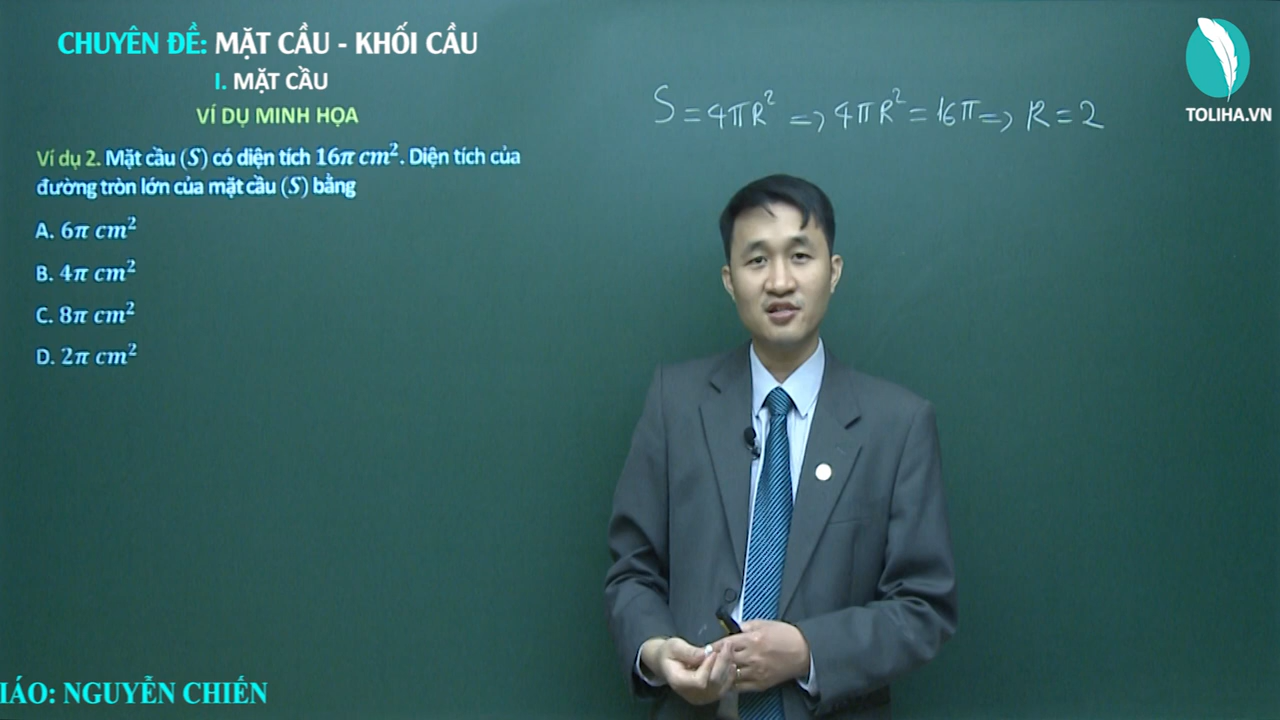 CHUYÊN ĐỀ: MẶT CẦU - KHỐI CẦU
I. MẶT CẦU
VÍ DỤ MINH HỌA
Ví dụ 2. Mặt cầu (S) có diện tích 16π cm². Diện tích của
đường tròn lớn của mặt cầu (S) bằng
A. 6π cm²
B. 4π cm²
C. 8π cm²
D. 2π cm²
S = 4πR² => 4πR² = 16π => R = 2
TOLIHA.VN
IÁO: NGUYỄN CHIẾN